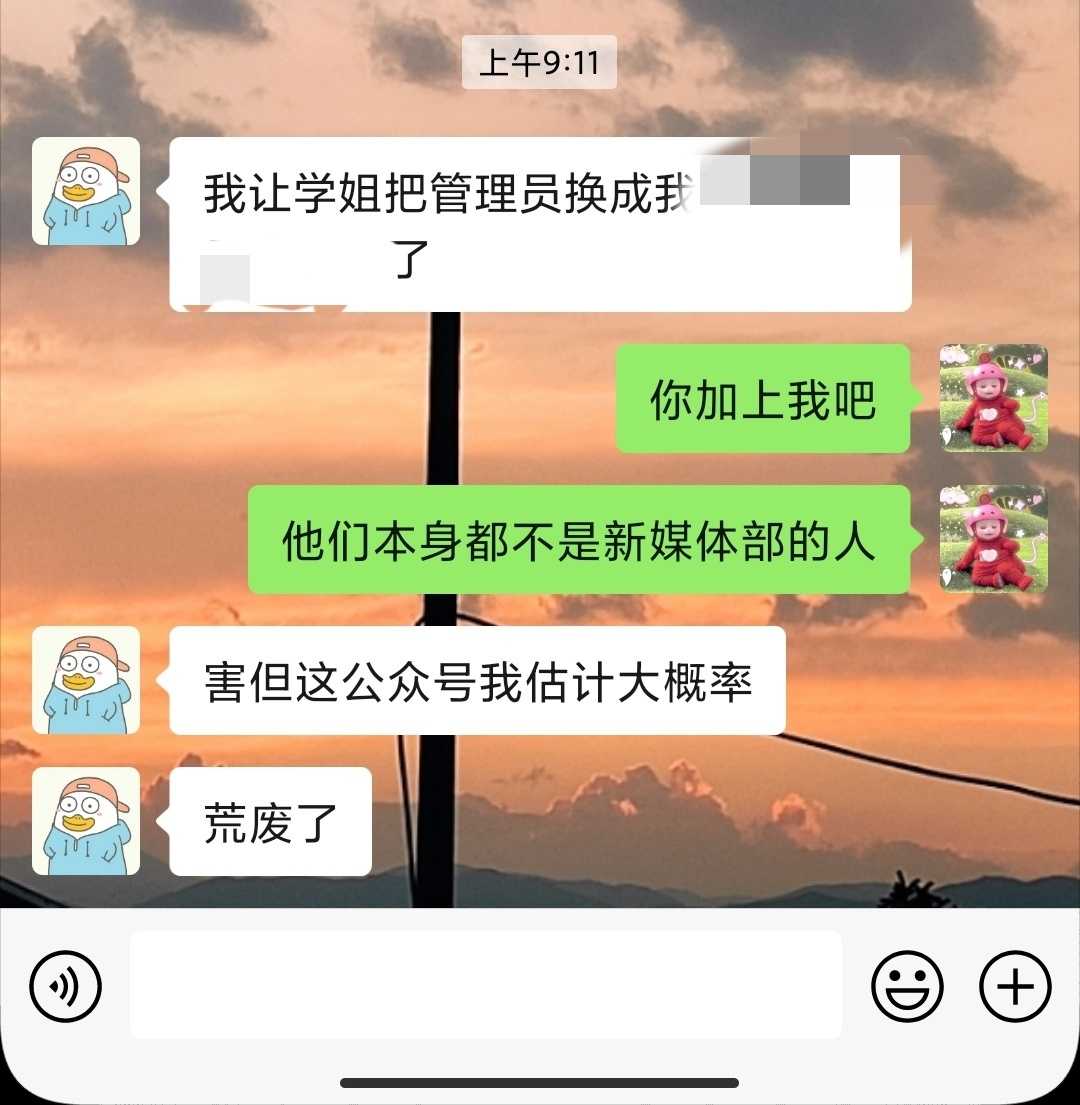 上午9:11
我让学姐把管理员换成我
了
你加上我吧
他们本身都不是新媒体部的人
害但这公众号我估计大概率
荒废了